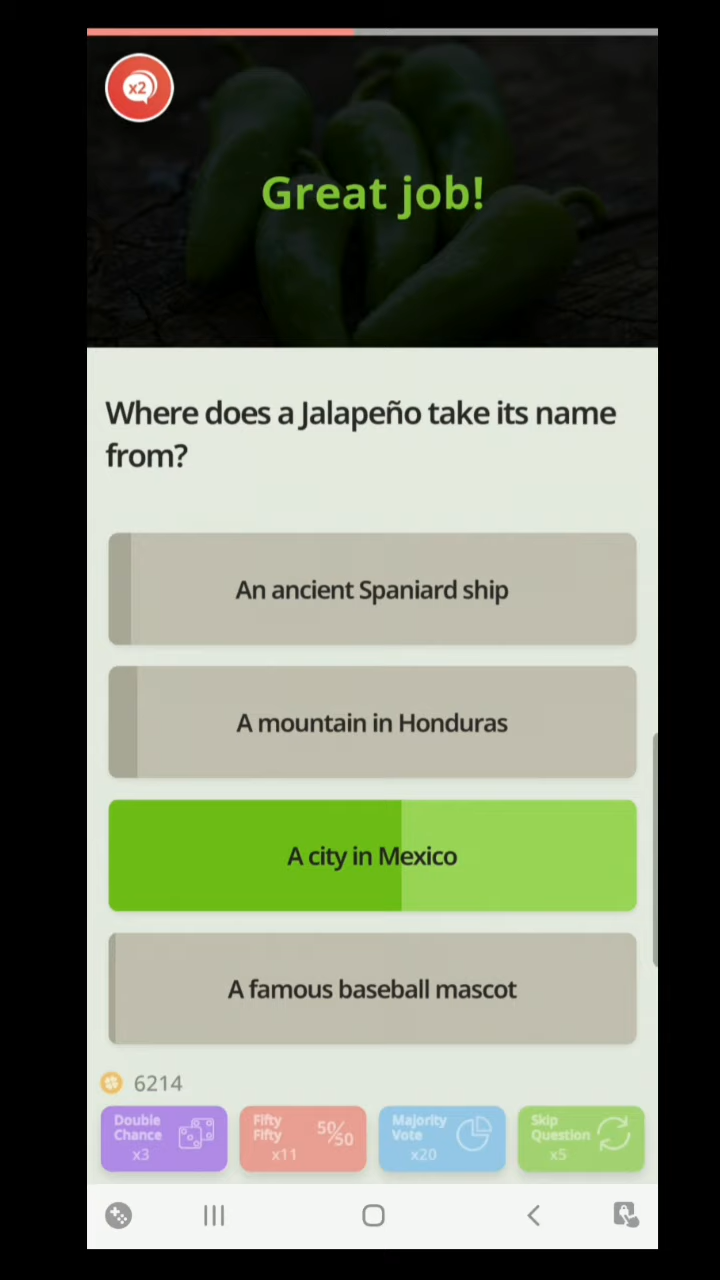 x2
Great job!
Where does a Jalapeño take its name
from?
An ancient Spaniard ship
A mountain in Honduras
A city in Mexico
A famous baseball mascot
6214
Double
Chance
x3
Fifty
Fifty
50/50
x11
Majority
Vote
x20
Skip
Question
x5